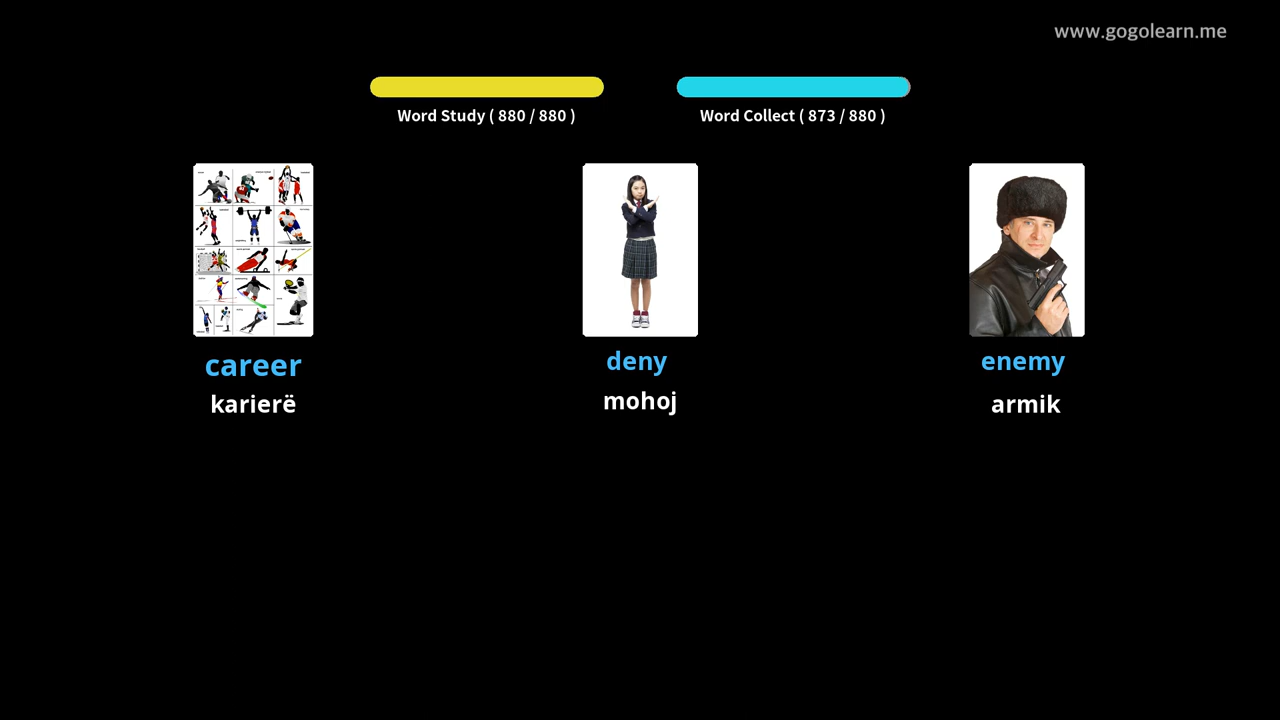 www.gogolearn.me
Word Study ( 880 / 880 )
Word Collect ( 873 / 880 )
career
deny
enemy
karierë
mohoj
armik